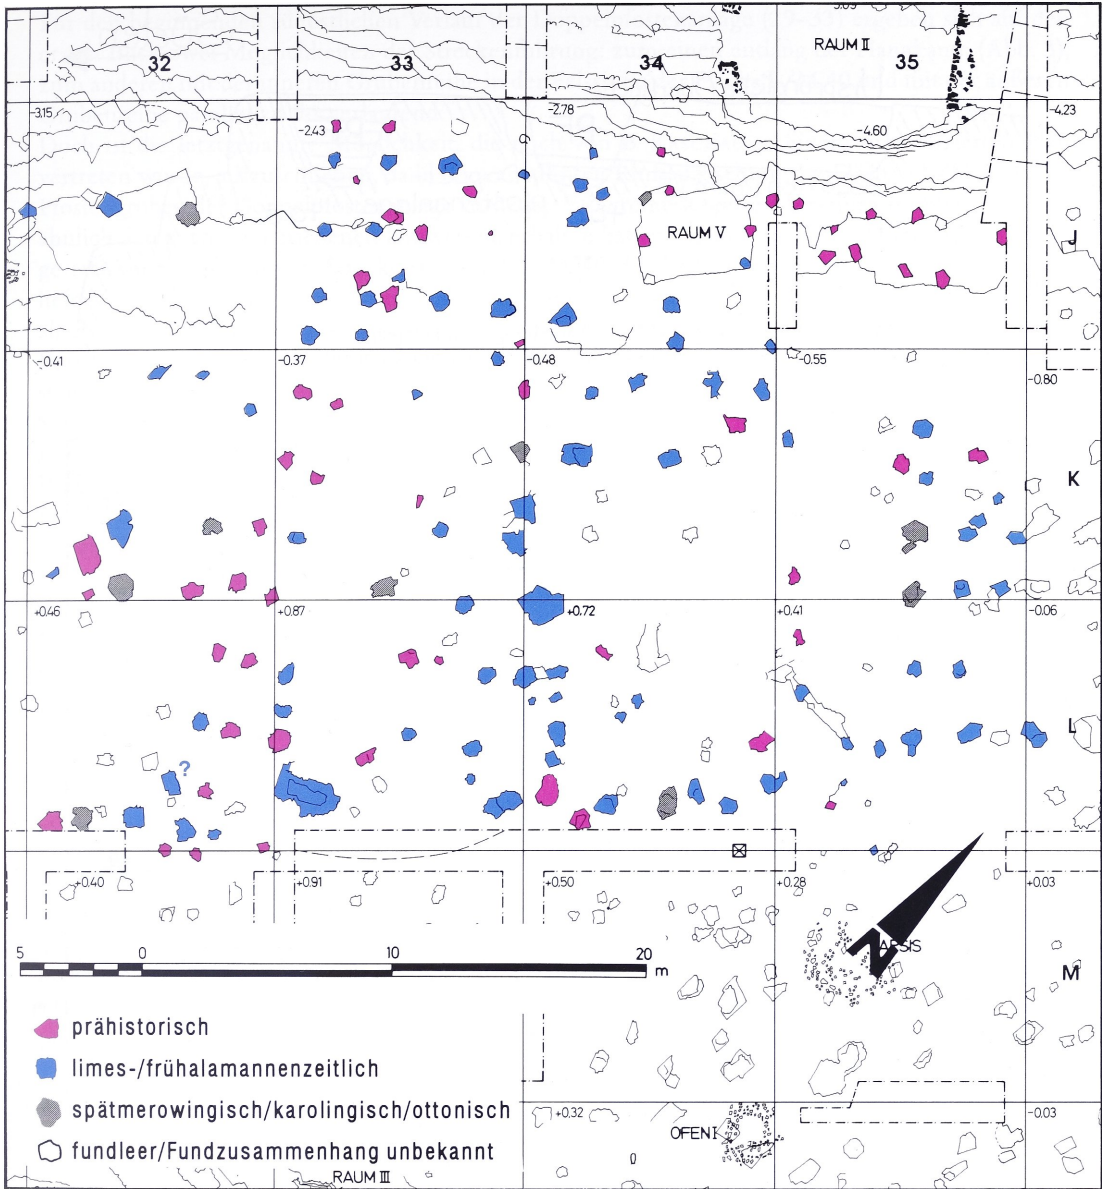 5.09
RAUM II
32
33
34
35
-3.15
-2.43
-2.78
-4.60
-4.23
RAUM V
J
-0.41
-0.37
-0.48
-0.55
-0.80
K
+0.46
+0.87
+0.72
+0.41
-0.06
L
?
+0.40
+0.91
+0.50
+0.28
+0.03
N
APSIS
5 0 10 20 m
M
prähistorisch
limes-/frühalamannenzeitlich
spätmerowingisch/karolingisch/ottonisch
+0.32
-0.03
OFEN I
fundleer/Fundzusammenhang unbekannt
RAUM III